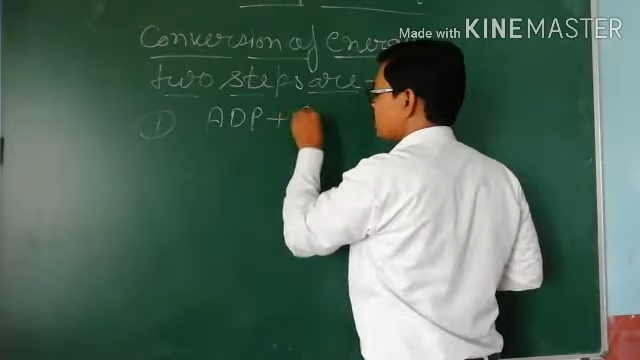 Made with KINEMASTER
Conversion of
two steps are -
① ADP +